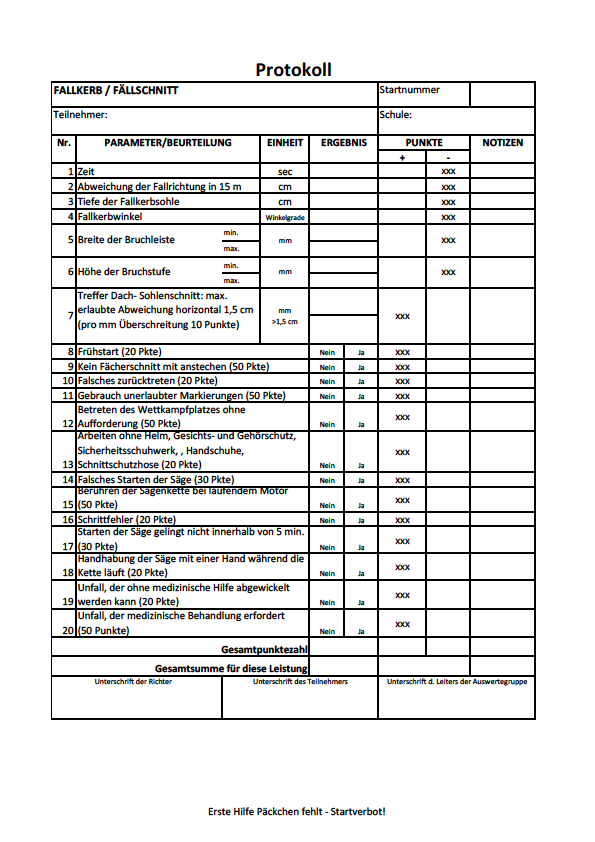 Protokoll
FALLKERB / FÄLLSCHNITT Startnummer
Teilnehmer: Schule:
Nr. PARAMETER/BEURTEILUNG EINHEIT ERGEBNIS PUNKTE NOTIZEN
+ -
1 Zeit sec xxx
2 Abweichung der Fallrichtung in 15 m cm xxx
3 Tiefe der Fallkerbsohle cm xxx
4 Fallkerbwinkel Winkelgrade xxx
min.
5 Breite der Bruchleiste mm xxx
max.
min.
6 Höhe der Bruchstufe mm xxx
max.
Treffer Dach- Sohlenschnitt: max.
erlaubte Abweichung horizontal 1,5 cm mm
7 (pro mm Überschreitung 10 Punkte) >1,5 cm xxx
8 Frühstart (20 Pkte) Nein Ja xxx
9 Kein Fächerschnitt mit anstechen (50 Pkte) Nein Ja xxx
10 Falsches zurücktreten (20 Pkte) Nein Ja xxx
11 Gebrauch unerlaubter Markierungen (50 Pkte) Nein Ja xxx
Betreten des Wettkampfplatzes ohne
12 Aufforderung (50 Pkte) Nein Ja xxx
Arbeiten ohne Helm, Gesichts- und Gehörschutz,
Sicherheitsschuhwerk, , Handschuhe,
13 Schnittschutzhose (20 Pkte) Nein Ja xxx
14 Falsches Starten der Säge (30 Pkte) Nein Ja xxx
Berühren der Sägenkette bei laufendem Motor
15 (50 Pkte) Nein Ja xxx
16 Schrittfehler (20 Pkte) Nein Ja xxx
Starten der Säge gelingt nicht innerhalb von 5 min.
17 (30 Pkte) Nein Ja xxx
Handhabung der Säge mit einer Hand während die
18 Kette läuft (20 Pkte) Nein Ja xxx
Unfall, der ohne medizinische Hilfe abgewickelt
19 werden kann (20 Pkte) Nein Ja xxx
Unfall, der medizinische Behandlung erfordert
20 (50 Punkte) Nein Ja xxx
Gesamtpunktezahl
Gesamtsumme für diese Leistung
Unterschrift der Richter Unterschrift des Teilnehmers Unterschrift d. Leiters der Auswertegruppe
Erste Hilfe Päckchen fehlt - Startverbot!